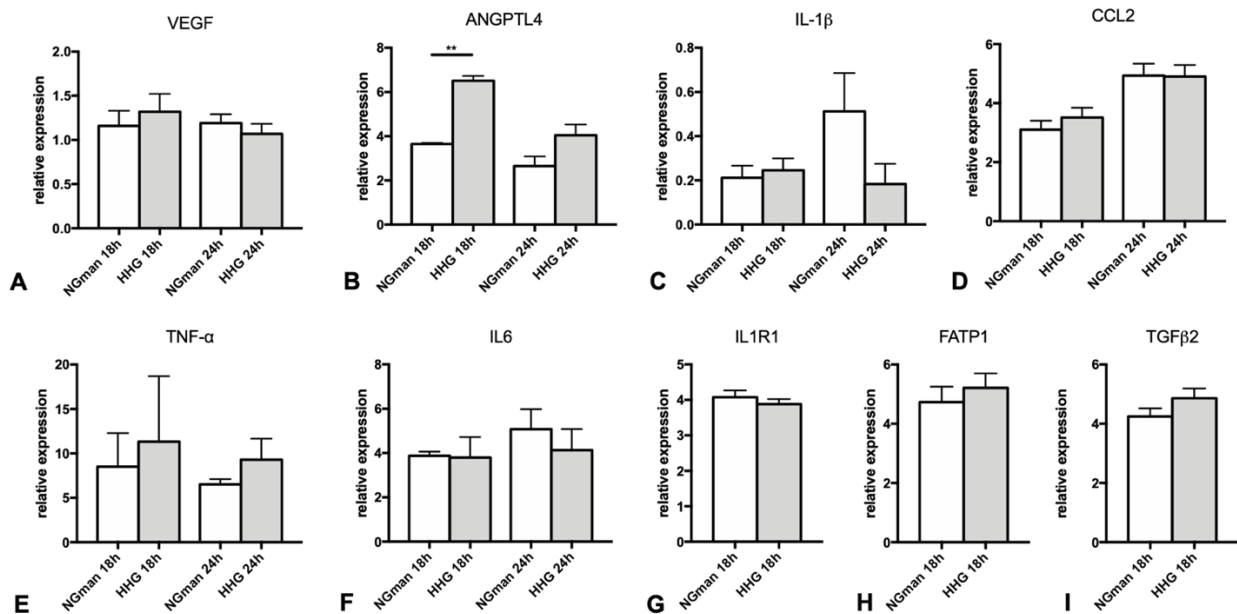 VEGF
relative expression
2.0
1.5
1.0
0.5
0.0
NGman 18h
HHG 18h
NGman 24h
HHG 24h
A
ANGPTL4
**
relative expression
8
6
4
2
0
NGman 18h
HHG 18h
NGman 24h
HHG 24h
B
IL-1β
relative expression
0.8
0.6
0.4
0.2
0.0
NGman 18h
HHG 18h
NGman 24h
HHG 24h
C
CCL2
relative expression
6
4
2
0
NGman 18h
HHG 18h
NGman 24h
HHG 24h
D
TNF-α
relative expression
20
15
10
5
0
NGman 18h
HHG 18h
NGman 24h
HHG 24h
E
IL6
relative expression
8
6
4
2
0
NGman 18h
HHG 18h
NGman 24h
HHG 24h
F
IL1R1
relative expression
5
4
3
2
1
0
NGman 18h
HHG 18h
G
FATP1
relative expression
6
4
2
0
NGman 18h
HHG 18h
H
TGFβ2
relative expression
6
4
2
0
NGman 18h
HHG 18h
I